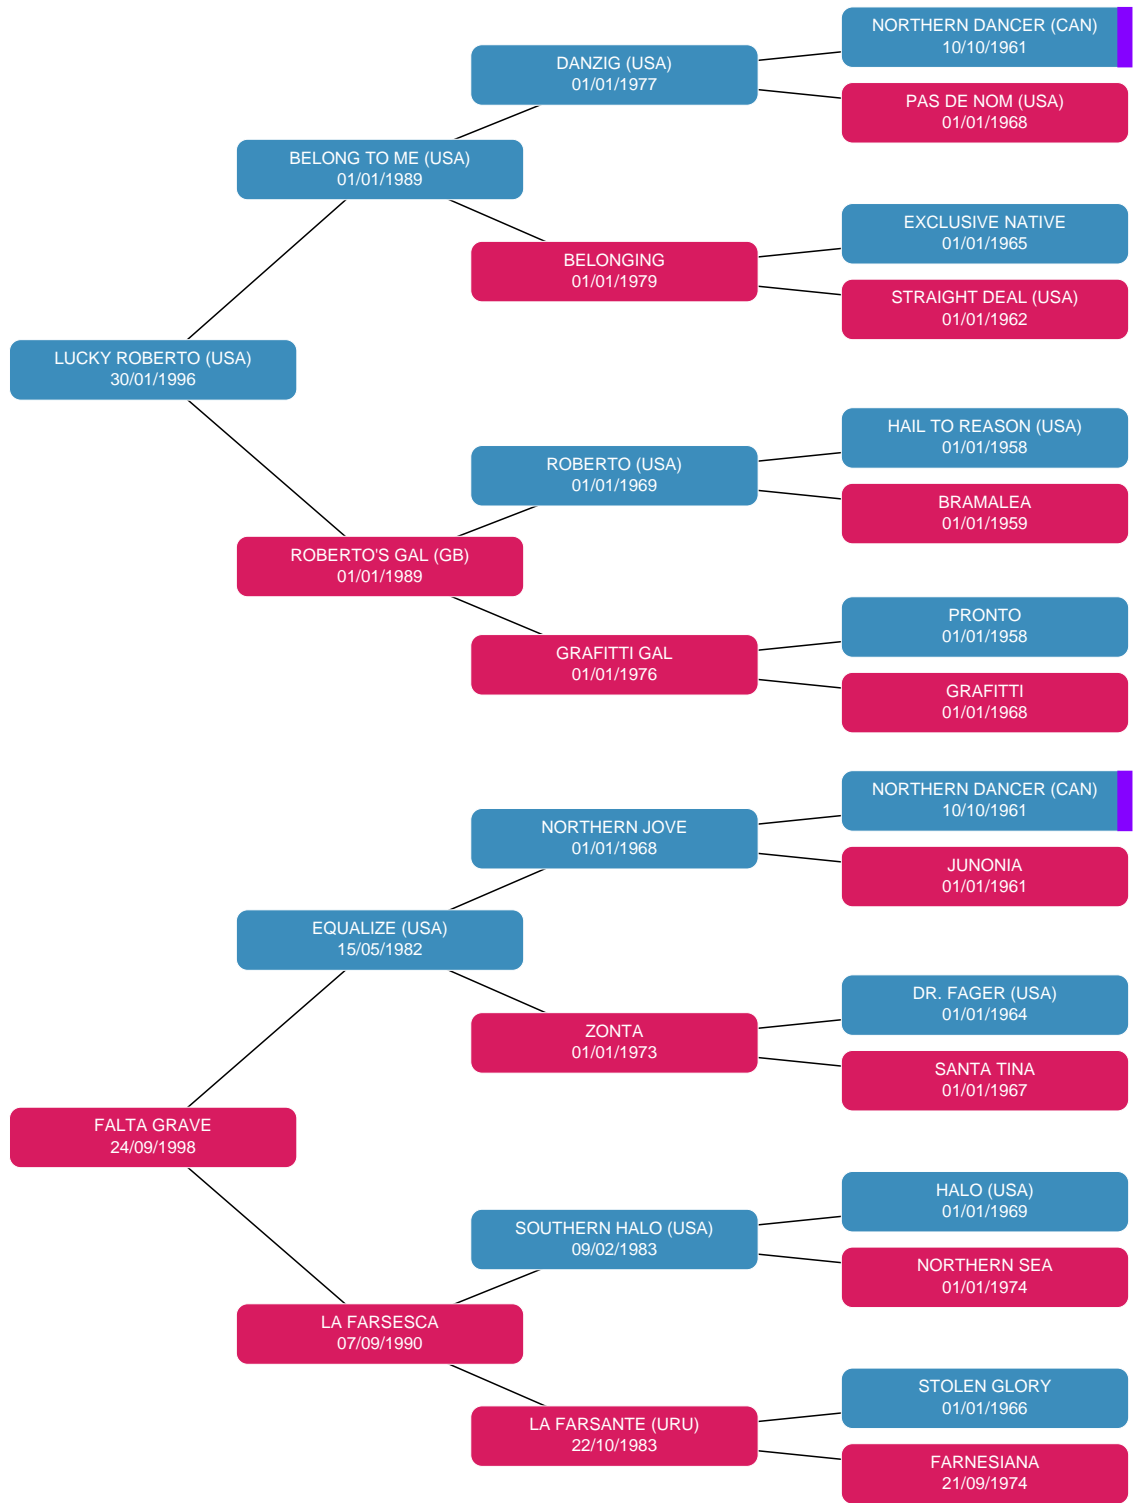 NORTHERN DANCER (CAN)
10/10/1961
DANZIG (USA)
01/01/1977
PAS DE NOM (USA)
01/01/1968
BELONG TO ME (USA)
01/01/1989
EXCLUSIVE NATIVE
01/01/1965
BELONGING
01/01/1979
STRAIGHT DEAL (USA)
01/01/1962
LUCKY ROBERTO (USA)
30/01/1996
HAIL TO REASON (USA)
01/01/1958
ROBERTO (USA)
01/01/1969
BRAMALEA
01/01/1959
ROBERTO'S GAL (GB)
01/01/1989
PRONTO
01/01/1958
GRAFITTI GAL
01/01/1976
GRAFITTI
01/01/1968
NORTHERN DANCER (CAN)
10/10/1961
NORTHERN JOVE
01/01/1968
JUNONIA
01/01/1961
EQUALIZE (USA)
15/05/1982
DR. FAGER (USA)
01/01/1964
ZONTA
01/01/1973
SANTA TINA
01/01/1967
FALTA GRAVE
24/09/1998
HALO (USA)
01/01/1969
SOUTHERN HALO (USA)
09/02/1983
NORTHERN SEA
01/01/1974
LA FARSESCA
07/09/1990
STOLEN GLORY
01/01/1966
LA FARSANTE (URU)
22/10/1983
FARNESIANA
21/09/1974